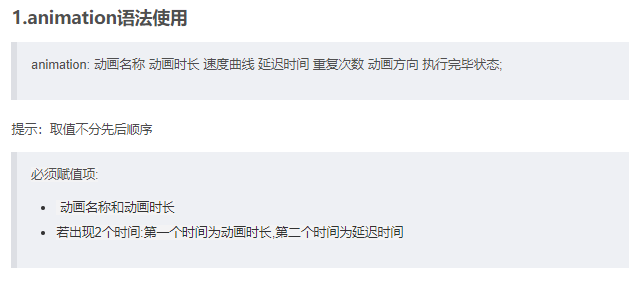 1.animation语法使用
animation: 动画名称 动画时长 速度曲线 延迟时间 重复次数 动画方向 执行完毕状态;
提示：取值不分先后顺序
必须赋值项:
动画名称和动画时长
若出现2个时间:第一个时间为动画时长,第二个时间为延迟时间